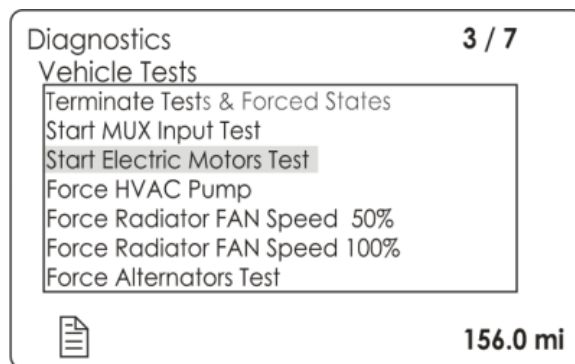 Diagnostics 3 / 7
Vehicle Tests
Terminate Tests & Forced States
Start MUX Input Test
Start Electric Motors Test
Force HVAC Pump
Force Radiator FAN Speed 50%
Force Radiator FAN Speed 100%
Force Alternators Test
156.0 mi